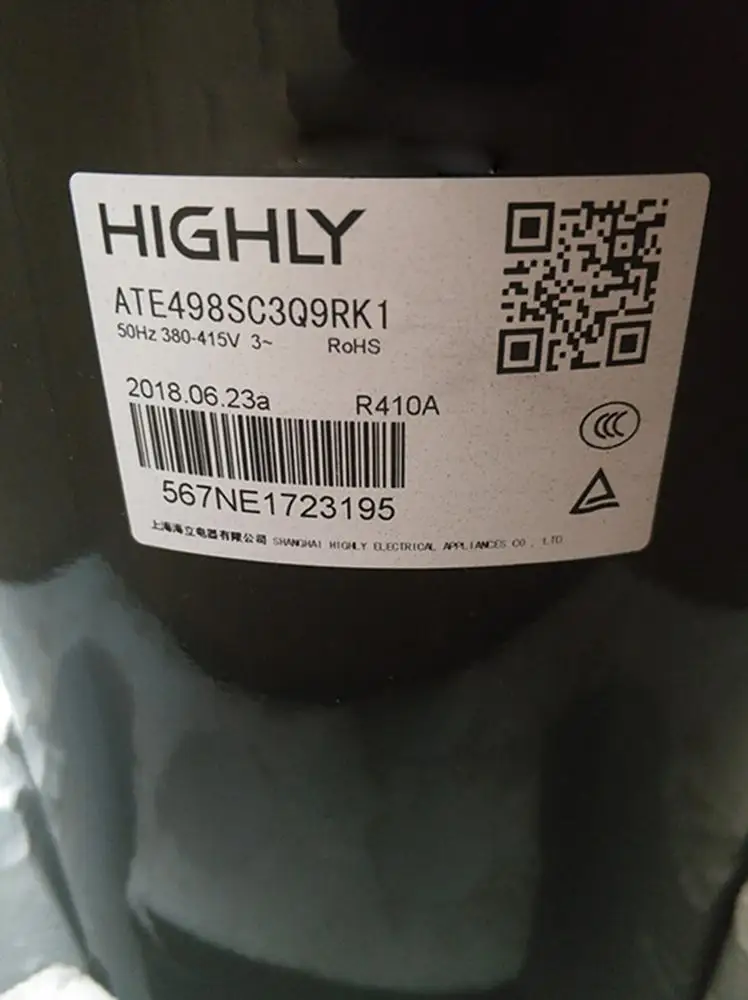 HIGHLY
ATE498SC3Q9RK1
50Hz 380-415V 3~ RoHS
2018.06.23a R410A
567NE1723195
上海海立电器有限公司 SHANGHAI HIGHLY ELECTRICAL APPLIANCES CO., LTD